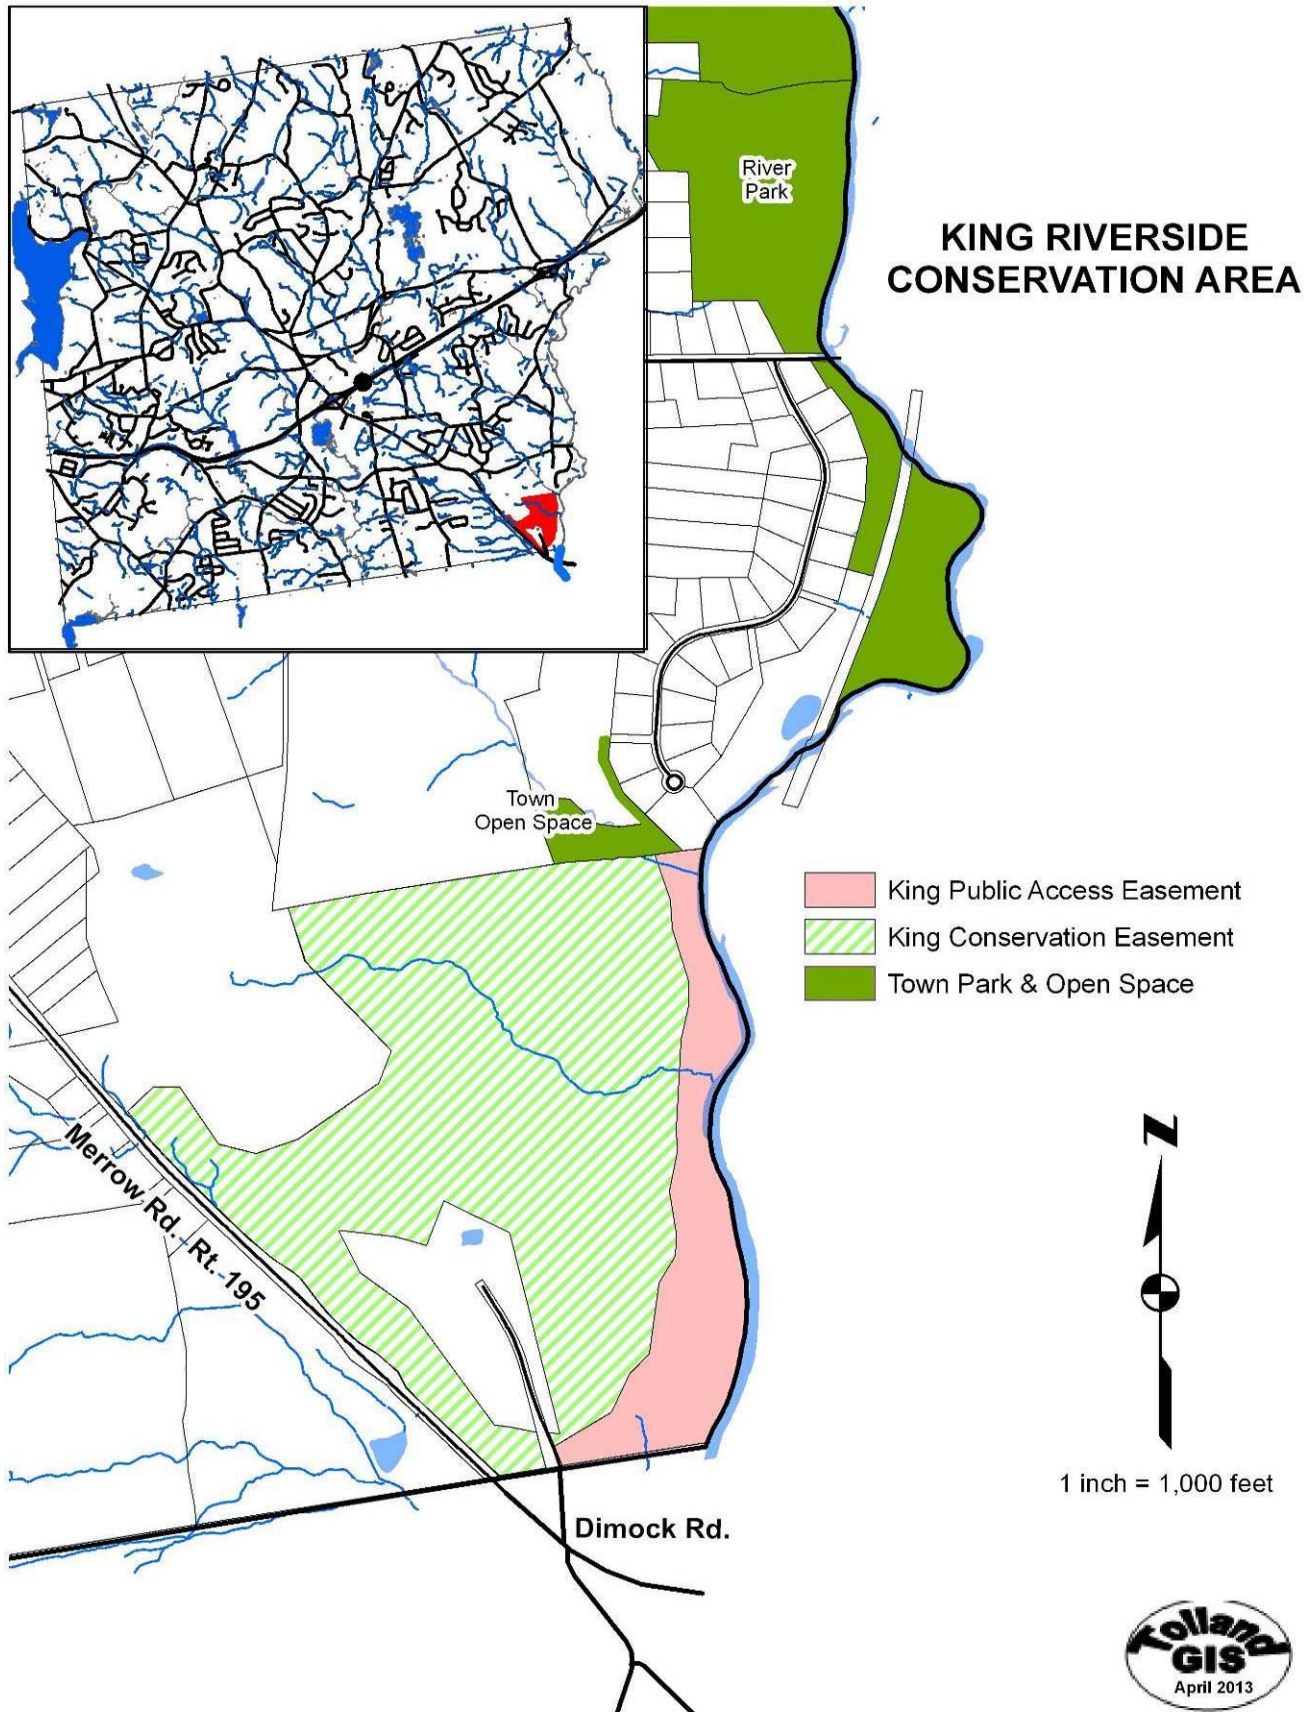 River
Park
KING RIVERSIDE
CONSERVATION AREA
Town
Open Space
King Public Access Easement
King Conservation Easement
Town Park & Open Space
Merrow Rd. Rt. 195
N
1 inch = 1,000 feet
Dimock Rd.
Tolland
GIS
April 2013